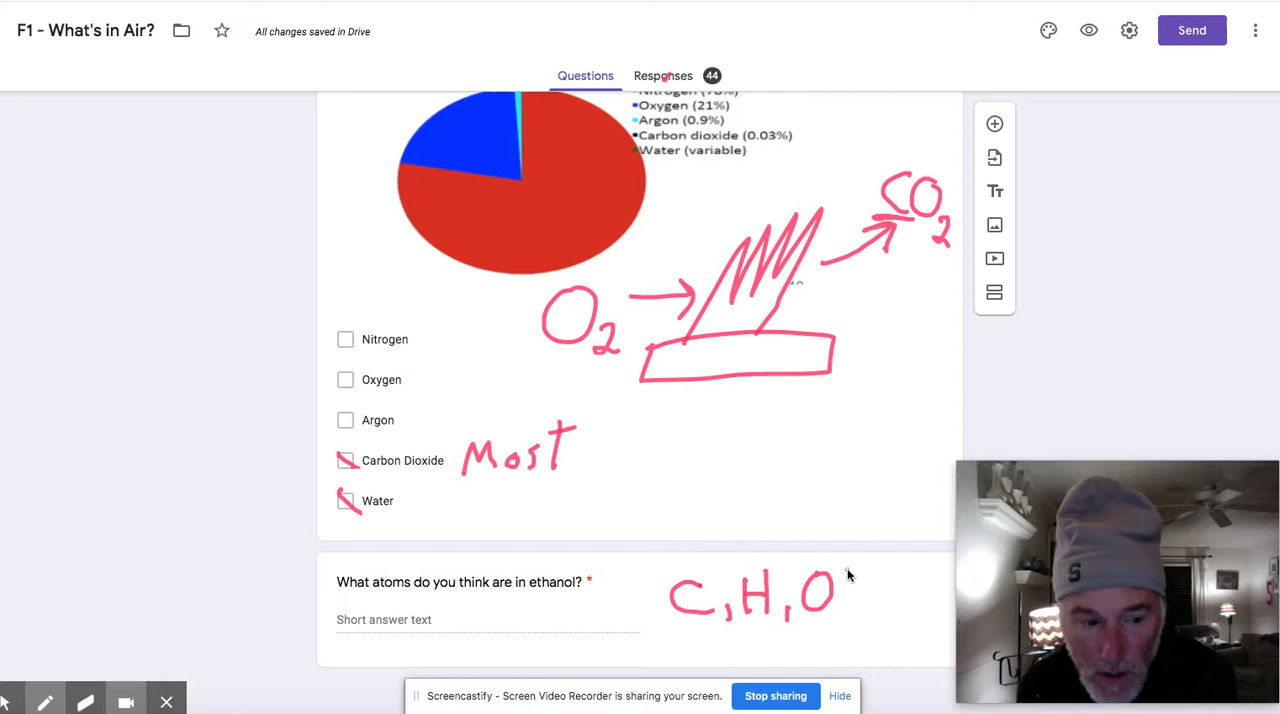 F1 - What's in Air?
All changes saved in Drive
Send
Questions
Responses 44
Nitrogen (78%)
Oxygen (21%)
Argon (0.9%)
Carbon dioxide (0.03%)
Water (variable)
CO2
O2
Nitrogen
Oxygen
Argon
Carbon Dioxide Most
Water
What atoms do you think are in ethanol? *
C, H, O
Short answer text
S
Screencastify - Screen Video Recorder is sharing your screen.
Stop sharing
Hide